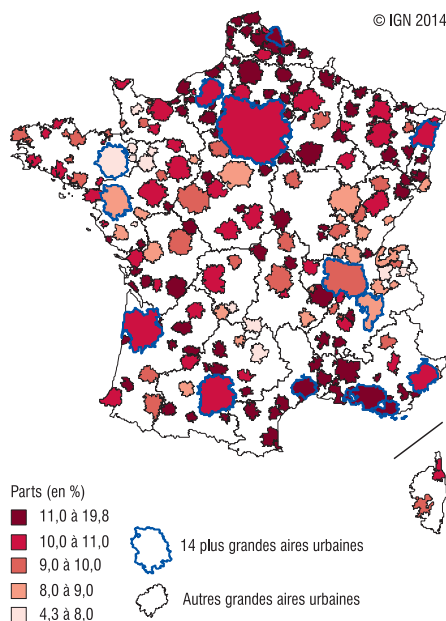 © IGN 2014
Parts (en %)
11,0 à 19,8
10,0 à 11,0
9,0 à 10,0
8,0 à 9,0
4,3 à 8,0
14 plus grandes aires urbaines
Autres grandes aires urbaines